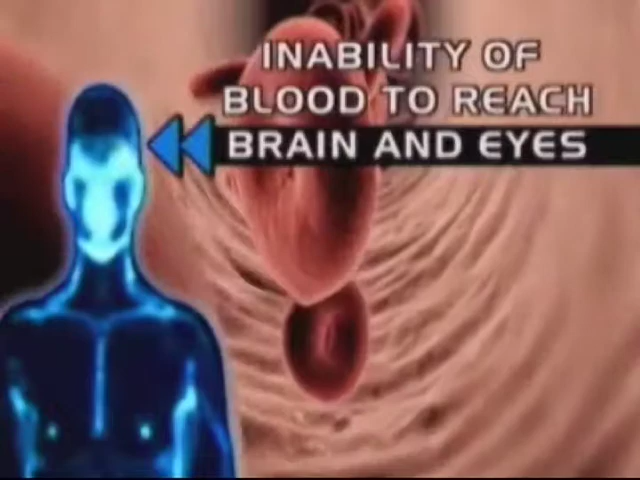 INABILITY OF
BLOOD TO REACH
BRAIN AND EYES